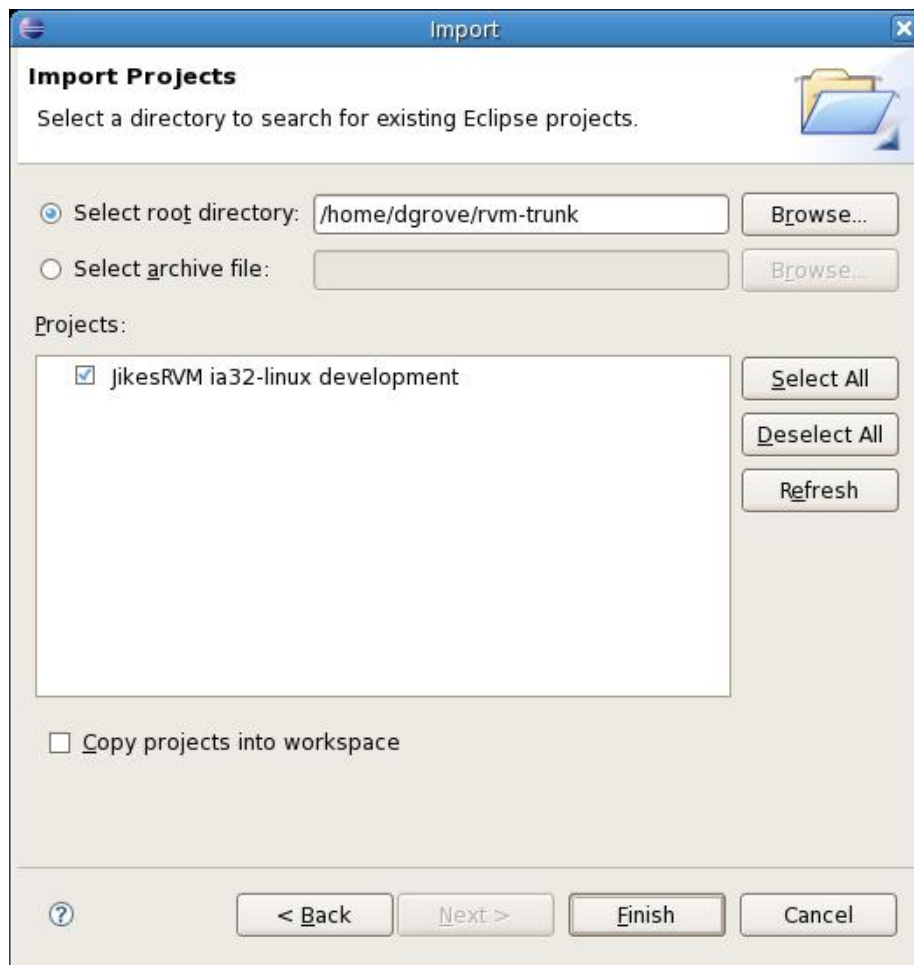 Import
Import Projects
Select a directory to search for existing Eclipse projects.
Select root directory: /home/dgrove/rvm-trunk Browse...
Select archive file: Browse...
Projects:
JikesRVM ia32-linux development
Select All
Deselect All
Refresh
Copy projects into workspace
? < Back Next > Finish Cancel